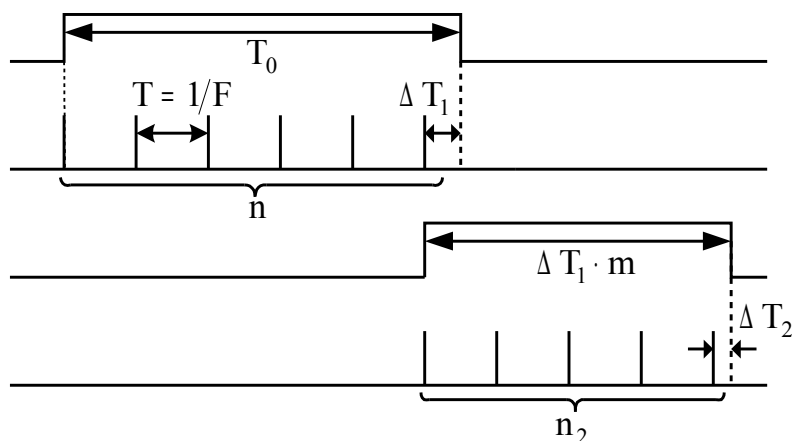 T₀
T = 1/F
Δ T₁
n
Δ T₁ · m
Δ T₂
n₂